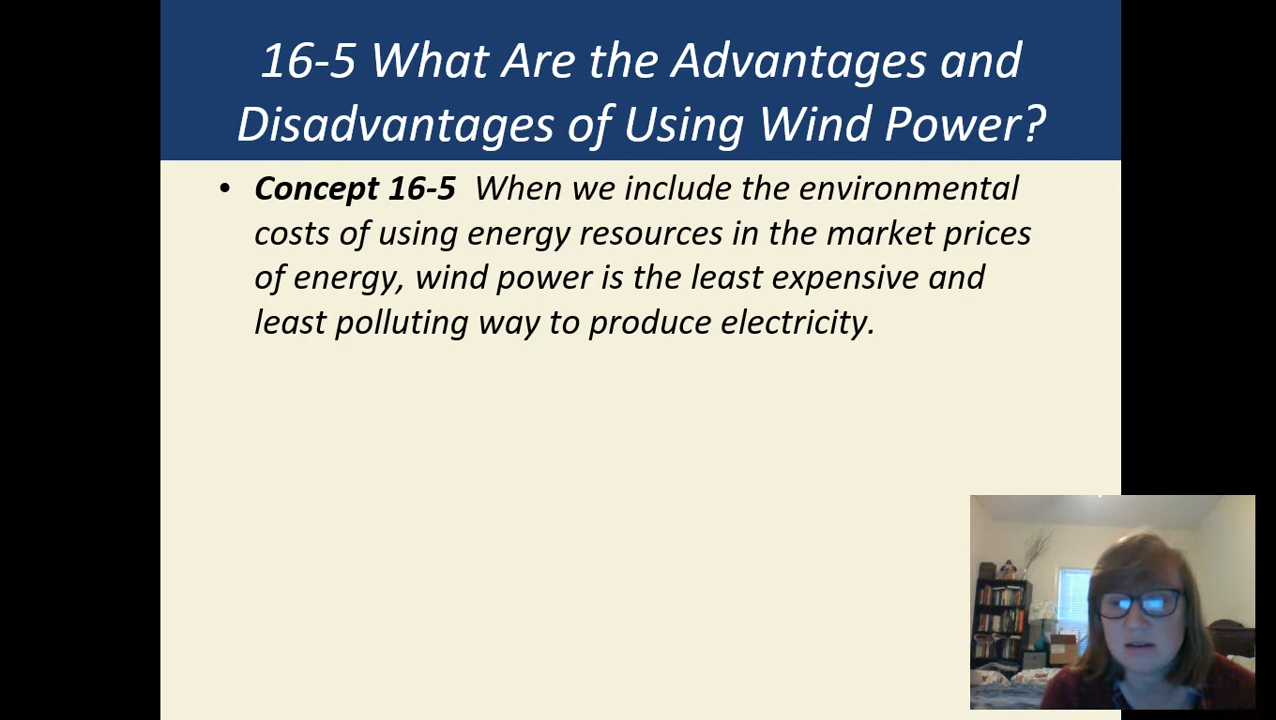 16-5 What Are the Advantages and
Disadvantages of Using Wind Power?
• Concept 16-5 When we include the environmental
costs of using energy resources in the market prices
of energy, wind power is the least expensive and
least polluting way to produce electricity.